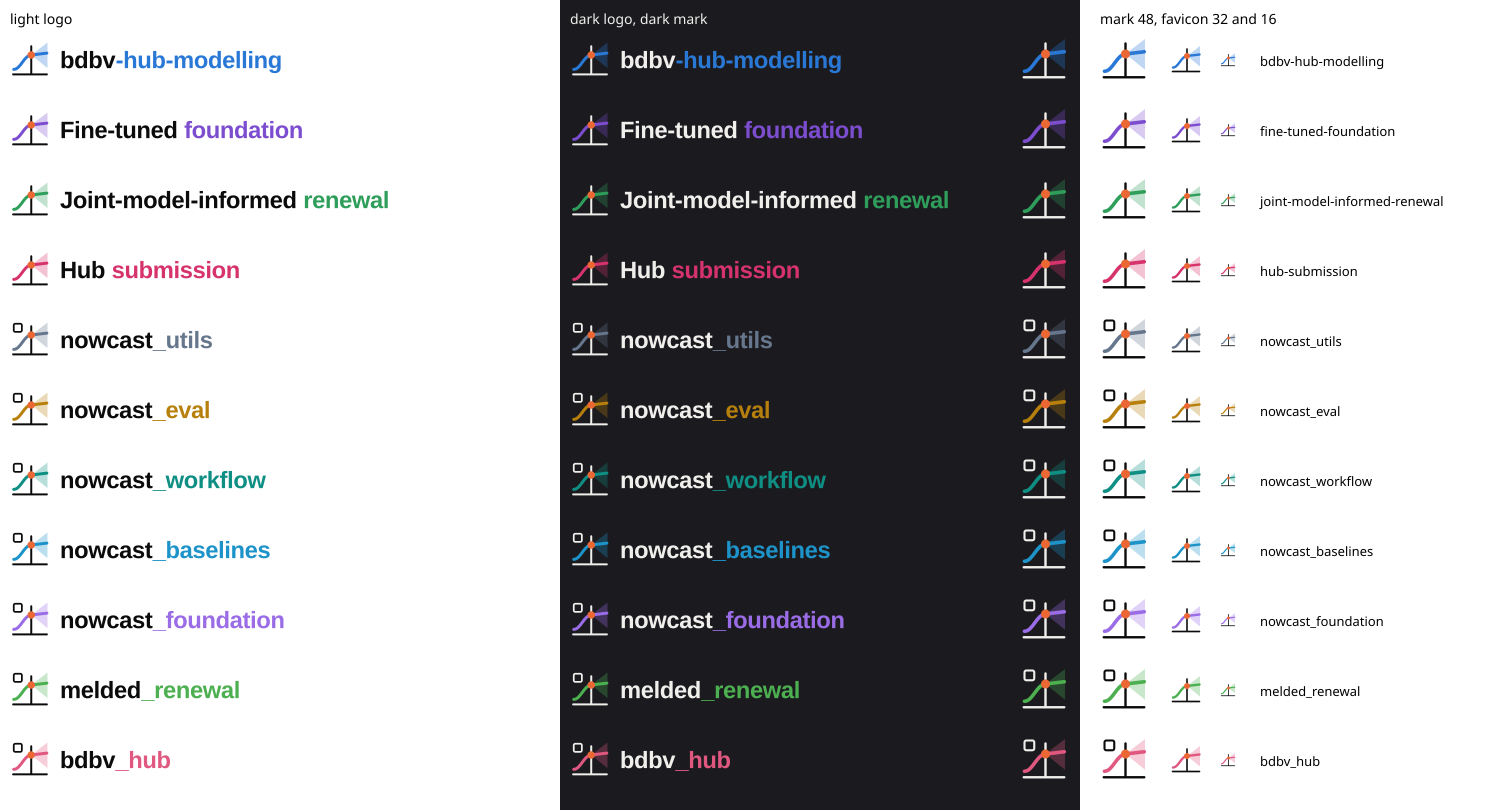 light logo
dark logo, dark mark
mark 48, favicon 32 and 16
bdbv-hub-modelling
bdbv-hub-modelling
bdbv-hub-modelling
Fine-tuned foundation
Fine-tuned foundation
fine-tuned-foundation
Joint-model-informed renewal
Joint-model-informed renewal
joint-model-informed-renewal
Hub submission
Hub submission
hub-submission
nowcast_utils
nowcast_utils
nowcast_utils
nowcast_eval
nowcast_eval
nowcast_eval
nowcast_workflow
nowcast_workflow
nowcast_workflow
nowcast_baselines
nowcast_baselines
nowcast_baselines
nowcast_foundation
nowcast_foundation
nowcast_foundation
melded_renewal
melded_renewal
melded_renewal
bdbv_hub
bdbv_hub
bdbv_hub